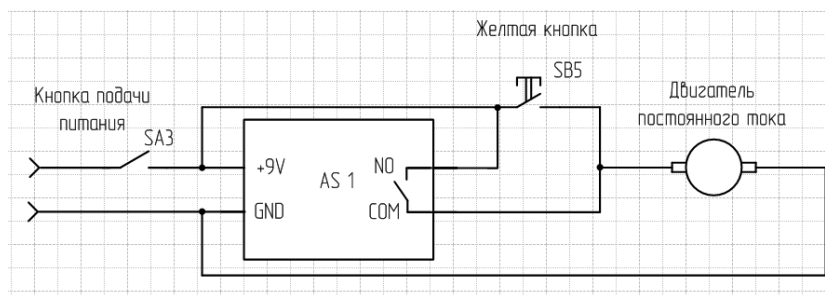 Желтая кнопка
SB5
Кнопка подачи
питания
SA3
Двигатель
постоянного тока
+9V
AS 1
NO
GND
COM